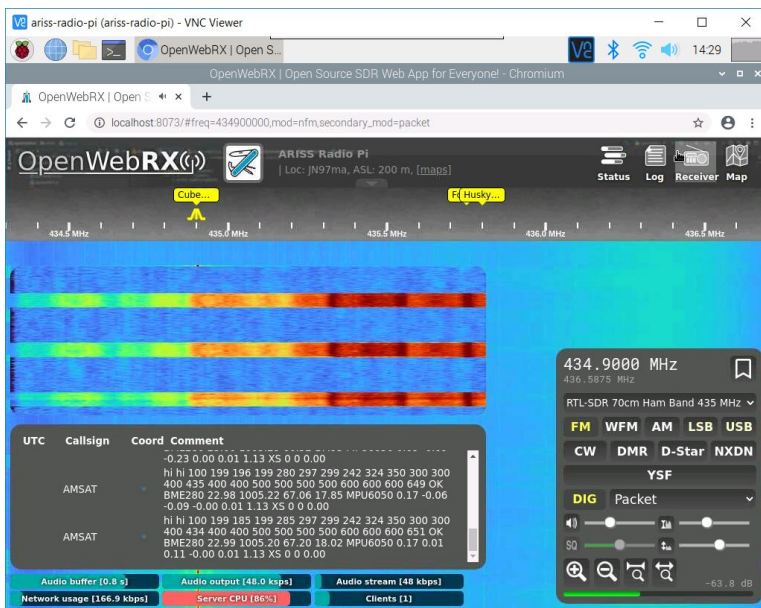 ariss-radio-pi (ariss-radio-pi) - VNC Viewer
OpenWebRX | Open S...
14:29
OpenWebRX | Open Source SDR Web App for Everyone! - Chromium
OpenWebRX | Open S
localhost:8073/#freq=434900000,mod=nfm,secondary_mod=packet
OpenWebRX
ARISS Radio Pi
| Loc: JN97ma, ASL: 200 m, [maps]
Status Log Receiver Map
Cube... Husky...
434.5 MHz 435.0 MHz 435.5 MHz 436.0 MHz 436.5 MHz
434.9000 MHz
436.5875 MHz
RTL-SDR 70cm Ham Band 435 MHz
FM WFM AM LSB USB
CW DMR D-Star NXDN
YSF
DIG Packet
SQ
-63.8 dB
UTC Callsign Coord Comment
-0.23 0.00 0.01 1.13 XS 0 0.00
AMSAT
hi hi 100 199 196 199 280 297 299 242 324 350 300 300
400 435 400 400 500 500 500 500 600 600 600 649 OK
BME280 22.98 1005.22 67.06 17.85 MPU6050 0.17 -0.06
-0.09 -0.00 0.01 1.13 XS 0 0.00
AMSAT
hi hi 100 199 185 199 285 297 299 242 324 350 300 300
400 434 400 400 500 500 500 500 600 600 600 651 OK
BME280 22.99 1005.20 67.20 18.02 MPU6050 0.17 0.01
0.11 -0.00 0.01 1.13 XS 0 0.00
Audio buffer [0.8 s] Audio output [48.0 ksps] Audio stream [48 kbps]
Network usage [166.9 kbps] Server CPU [86%] Clients [1]